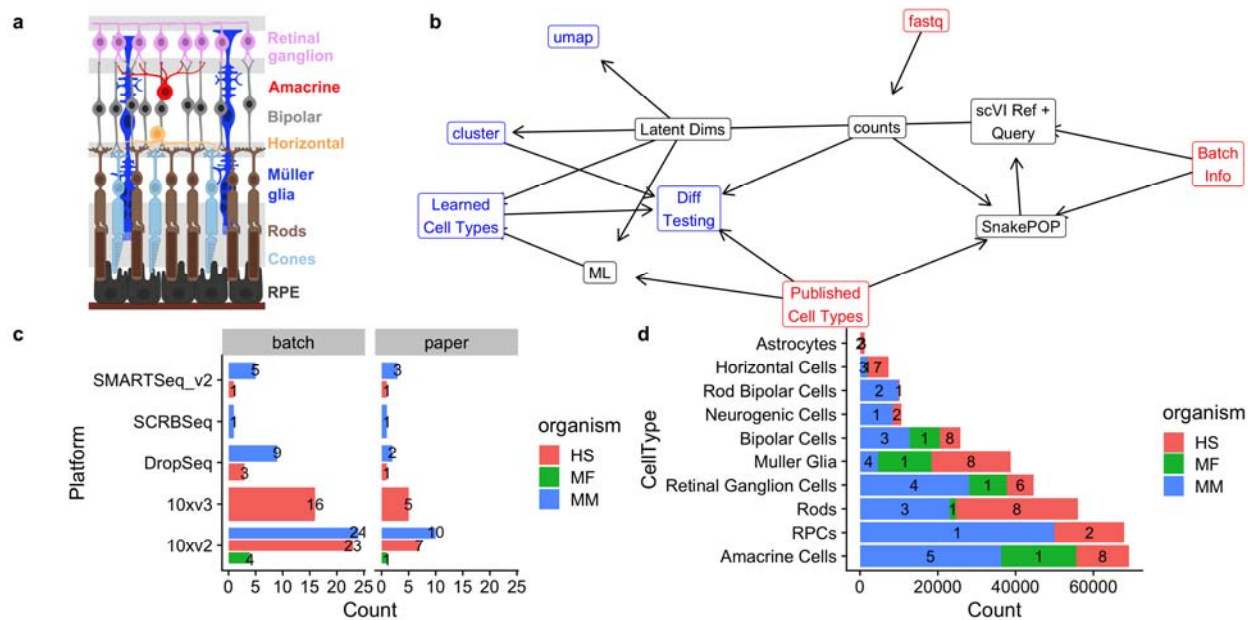 a
Retinal
ganglion
Amacrine
Bipolar
Horizontal
Müller
glia
Rods
Cones
RPE
b
fastq
umap
cluster
Latent Dims
counts
scVI Ref +
Query
Batch
Info
Learned
Cell Types
Diff
Testing
SnakePOP
ML
Published
Cell Types
c
batch
paper
SMARTSeq_v2
5
1
3
1
SCRBSeq
1
1
DropSeq
9
3
2
1
10xv3
16
5
10xv2
24
23
4
10
7
1
Platform
0 5 10 15 20 25
0 5 10 15 20 25
Count
organism
HS
MF
MM
d
Astrocytes 2 3
Horizontal Cells 3 1 7
Rod Bipolar Cells 2 1
Neurogenic Cells 1 2
Bipolar Cells 3 1 8
Muller Glia 4 1 8
Retinal Ganglion Cells 4 1 6
Rods 3 1 8
RPCs 1 2
Amacrine Cells 5 1 8
CellType
0 20000 40000 60000
Count
organism
HS
MF
MM